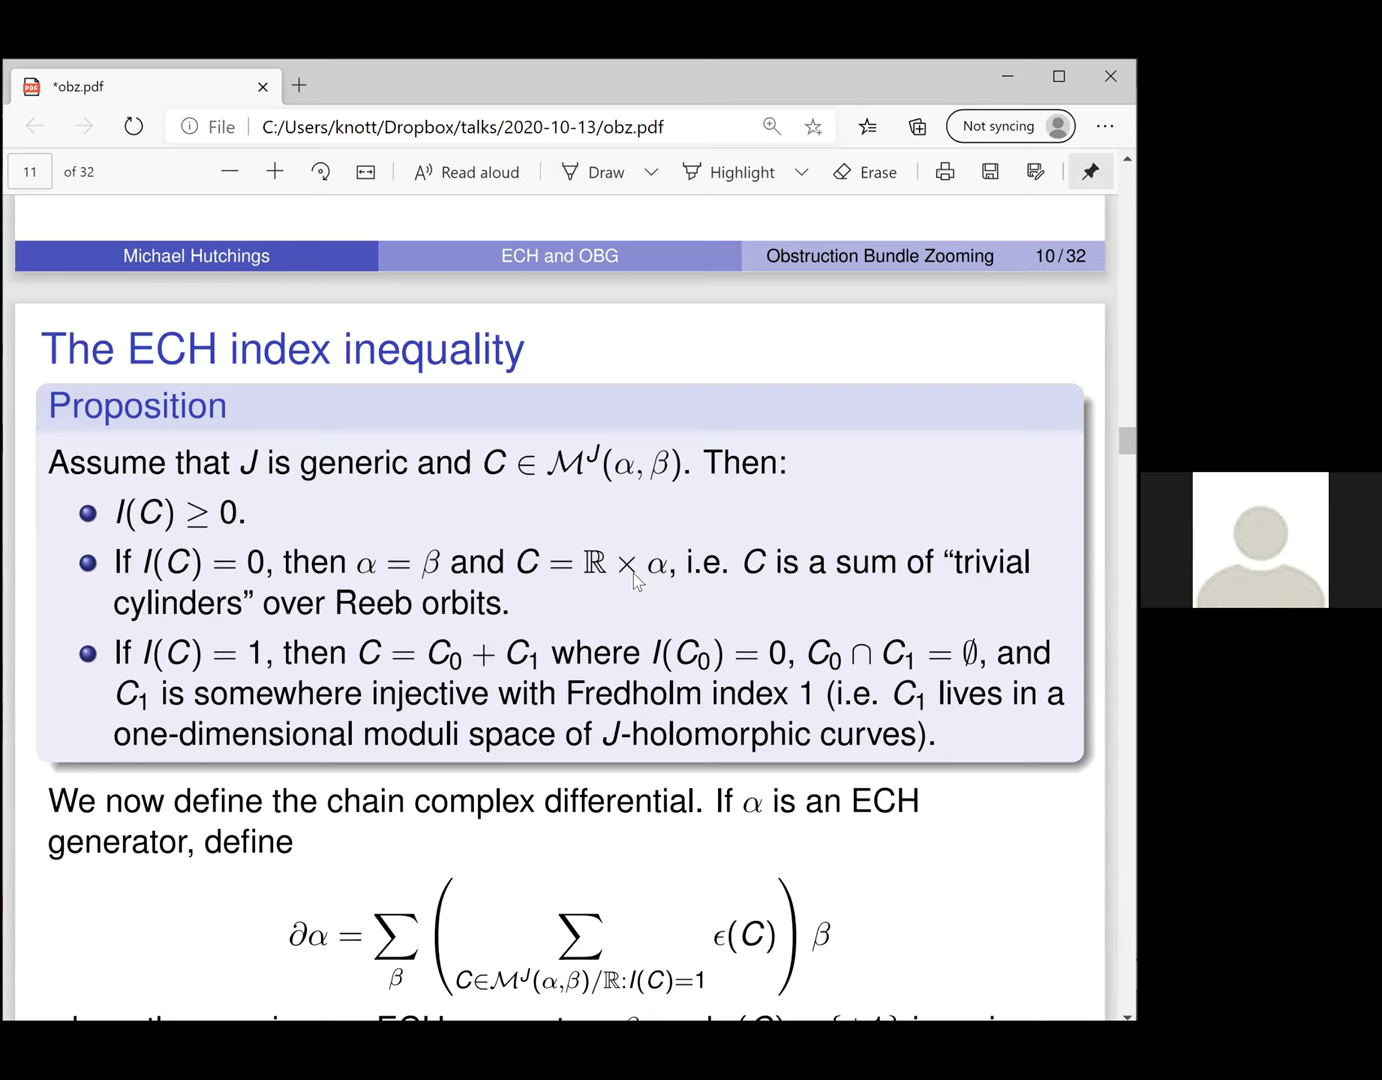 *obz.pdf
File C:/Users/knott/Dropbox/talks/2020-10-13/obz.pdf Not syncing
11 of 32 Read aloud Draw Highlight Erase
Michael Hutchings ECH and OBG Obstruction Bundle Zooming 10/32
The ECH index inequality
Proposition
Assume that J is generic and C ∈ ℳᴶ(α, β). Then:
I(C) ≥ 0.
If I(C) = 0, then α = β and C = ℝ × α, i.e. C is a sum of “trivial
cylinders” over Reeb orbits.
If I(C) = 1, then C = C₀ + C₁ where I(C₀) = 0, C₀ ∩ C₁ = ∅, and
C₁ is somewhere injective with Fredholm index 1 (i.e. C₁ lives in a
one-dimensional moduli space of J-holomorphic curves).
We now define the chain complex differential. If α is an ECH
generator, define
∂α = ∑_β ( ∑_{C∈ℳᴶ(α,β)/ℝ:I(C)=1} ϵ(C) ) β